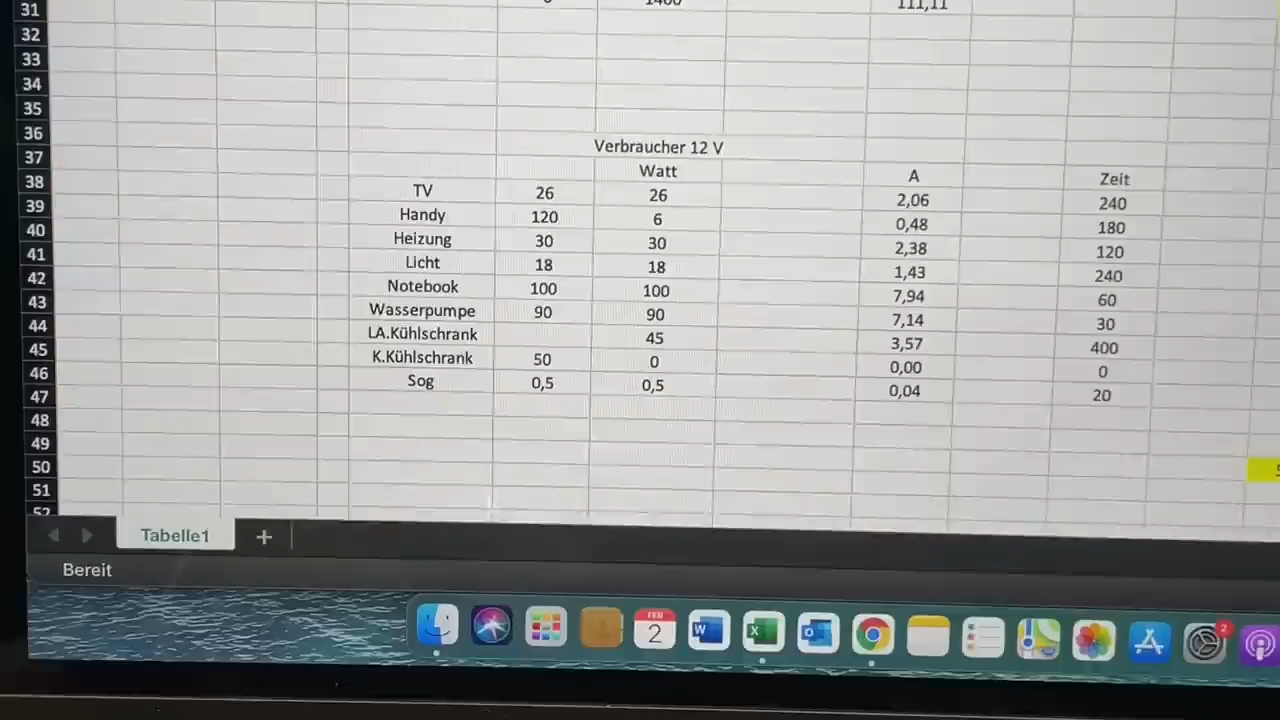 31 1400 111,11
32
33
34
35
36
37 Verbraucher 12 V
38 Watt A Zeit
TV 26 26 2,06 240
39 Handy 120 6 0,48 180
40 Heizung 30 30 2,38 120
41 Licht 18 18 1,43 240
42 Notebook 100 100 7,94 60
43 Wasserpumpe 90 90 7,14 30
44 LA.Kühlschrank 45 3,57 400
45 K.Kühlschrank 50 0 0,00 0
46 Sog 0,5 0,5 0,04 20
47
48
49
50
51
52
Tabelle1 +
Bereit
FEB
2
W X O
2